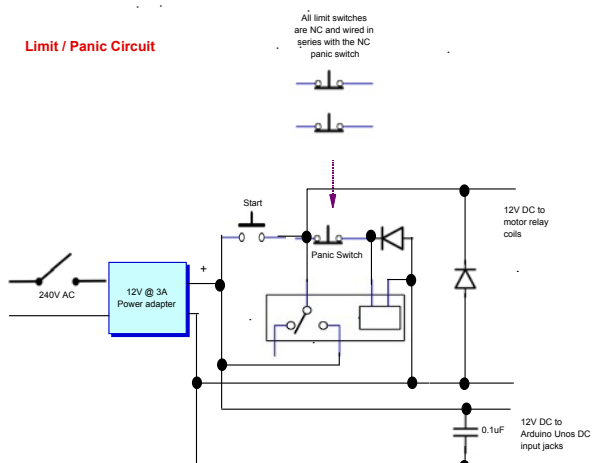 All limit switches
are NC and wired in
series with the NC
panic switch
Limit / Panic Circuit
Start
Panic Switch
12V DC to
motor relay
coils
+
240V AC
12V @ 3A
Power adapter
0.1uF
12V DC to
Arduino Unos DC
input jacks